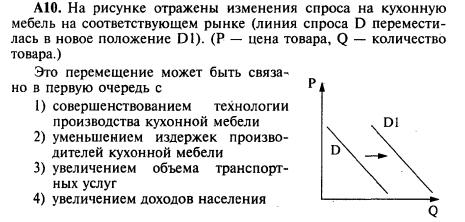 А10. На рисунке отражены изменения спроса на кухонную
мебель на соответствующем рынке (линия спроса D перемести-
лась в новое положение D1). (P — цена товара, Q — количество
товара.)
Это перемещение может быть связа-
но в первую очередь с
1) совершенствованием технологии
производства кухонной мебели
2) уменьшением издержек произво-
дителей кухонной мебели
3) увеличением объема транспорт-
ных услуг
4) увеличением доходов населения
P
D1
D
Q